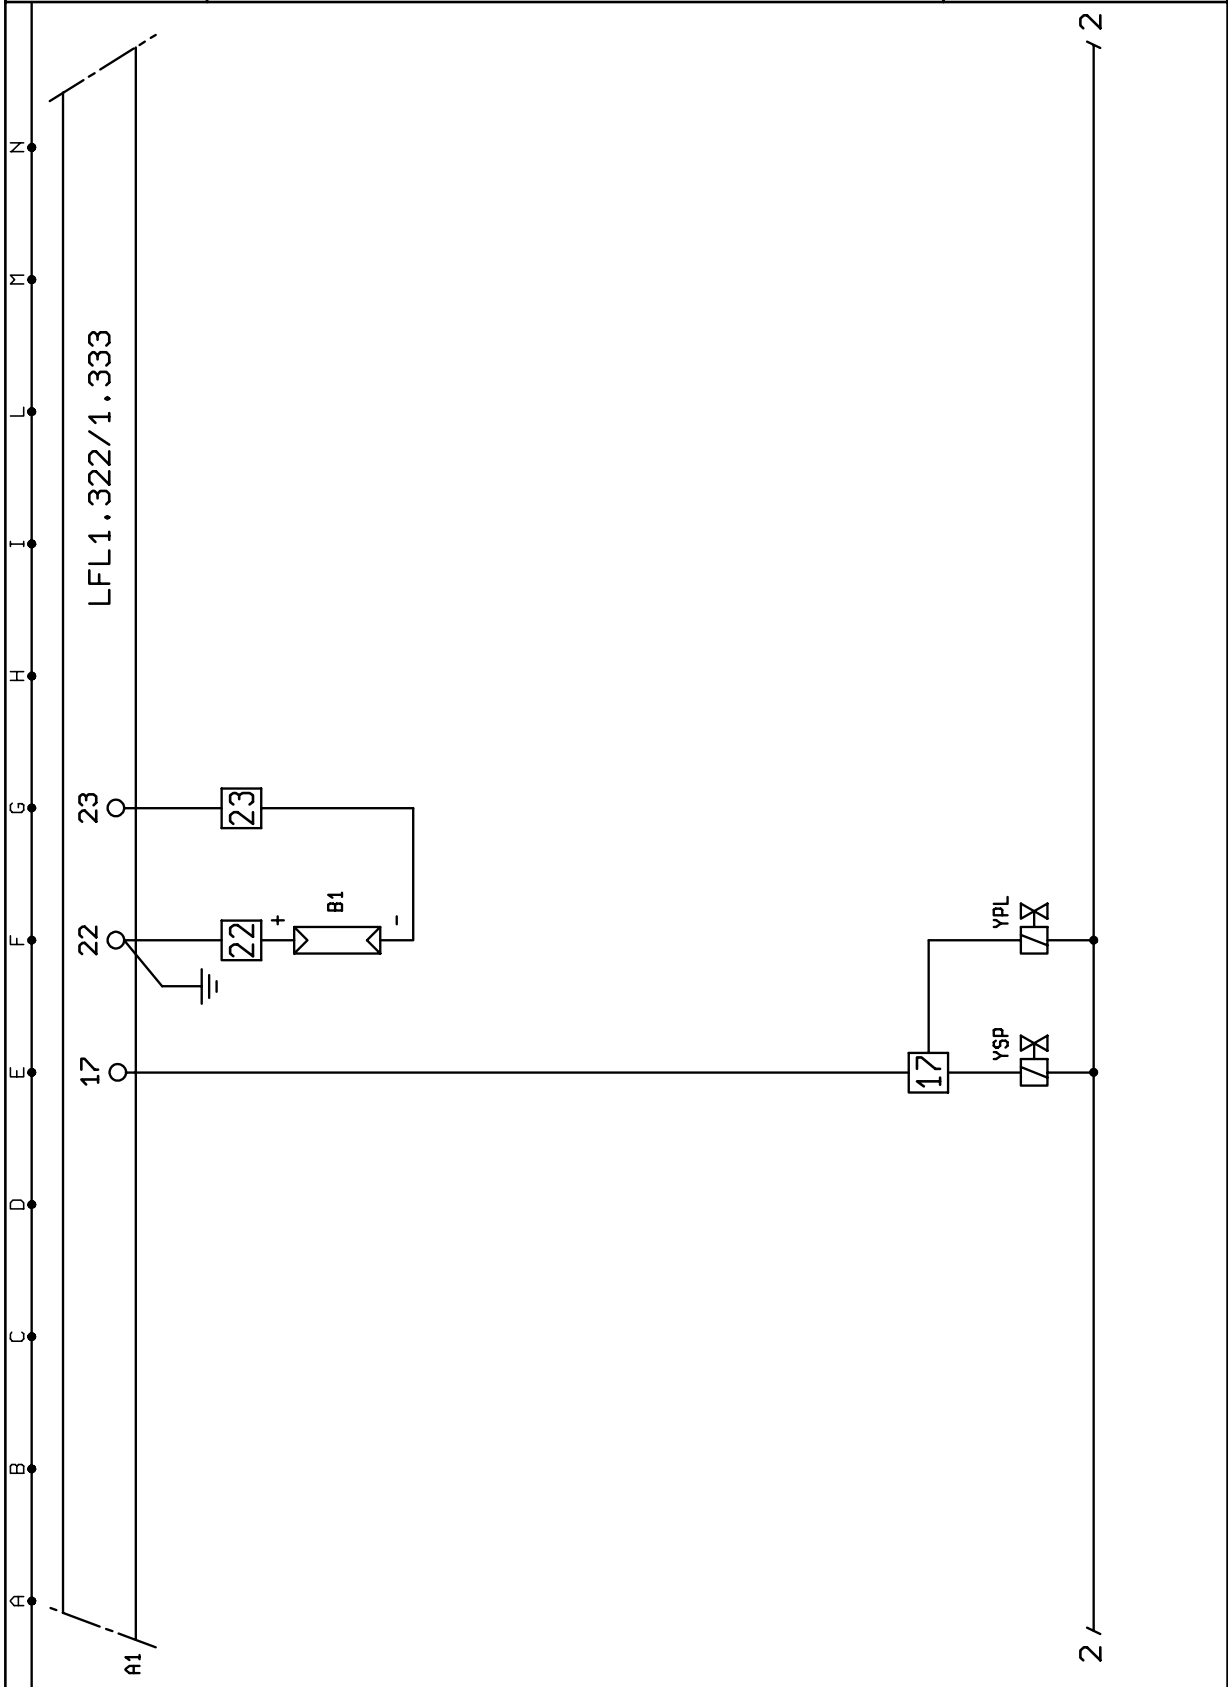 A B C D E F G H I L M N
17 22 23 LFL1.322/1.333
A1
22 23
+
B1
-
17
YSP YPL
2 / / 2